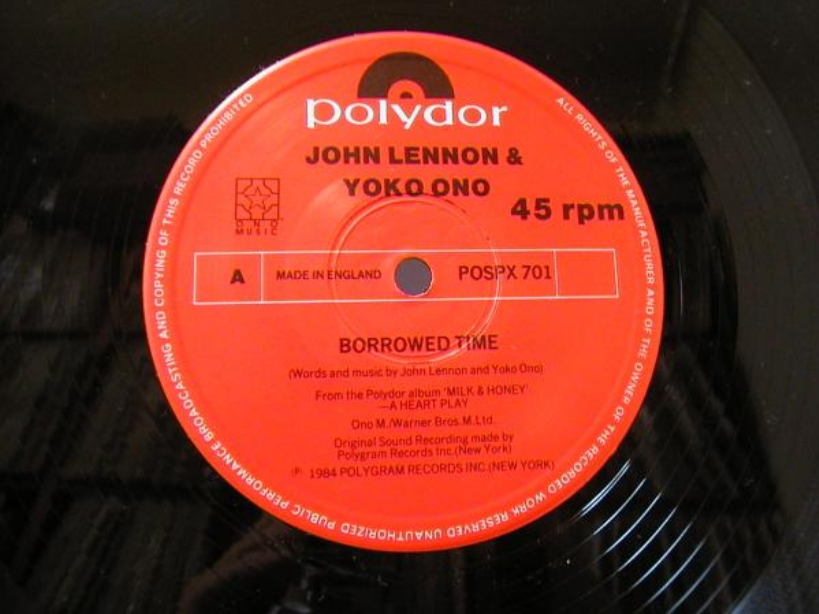 polydor
JOHN LENNON &
YOKO ONO
ONO
MUSIC
45 rpm
A
MADE IN ENGLAND
POSPX 701
BORROWED TIME
(Words and music by John Lennon and Yoko Ono)
From the Polydor album 'MILK & HONEY'
—A HEART PLAY
Ono M./Warner Bros.M.Ltd.
Original Sound Recording made by
Polygram Records Inc.(New York)
Ⓟ 1984 POLYGRAM RECORDS INC.(NEW YORK)
ALL RIGHTS OF THE MANUFACTURER AND OF THE OWNER OF THE RECORDED WORK RESERVED UNAUTHORIZED PUBLIC PERFORMANCE BROADCASTING AND COPYING OF THIS RECORD PROHIBITED